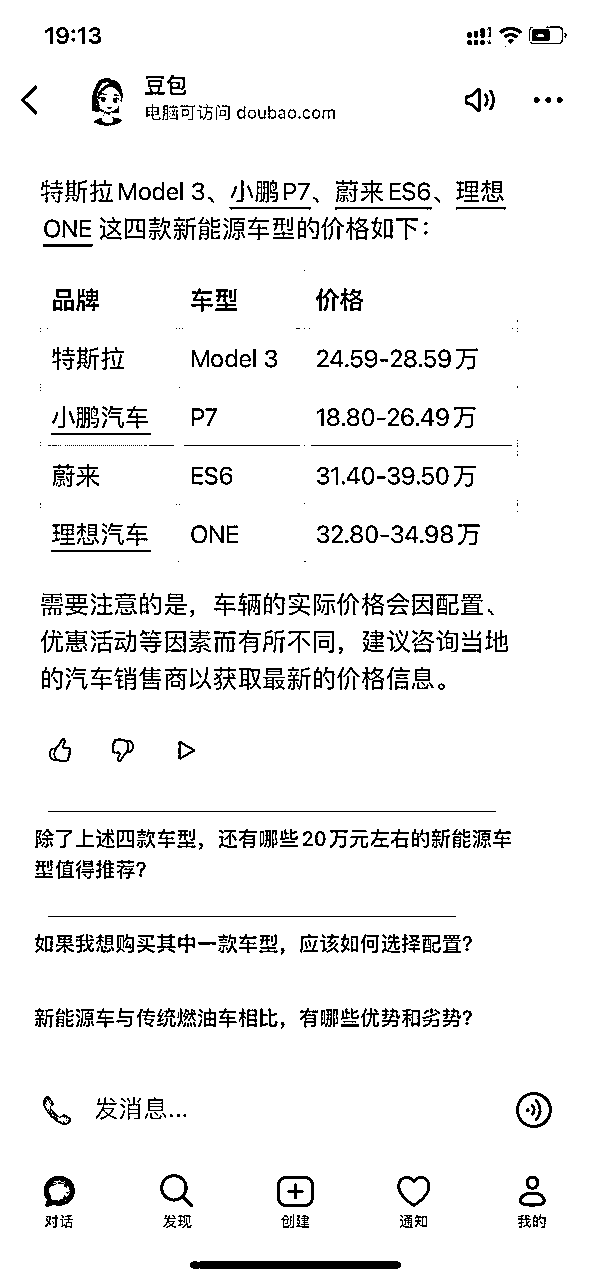 19:13
豆包
电脑可访问 doubao.com
特斯拉Model 3、小鹏P7、蔚来ES6、理想
ONE 这四款新能源车型的价格如下：
品牌 车型 价格
特斯拉 Model 3 24.59-28.59万
小鹏汽车 P7 18.80-26.49万
蔚来 ES6 31.40-39.50万
理想汽车 ONE 32.80-34.98万
需要注意的是，车辆的实际价格会因配置、
优惠活动等因素而有所不同，建议咨询当地
的汽车销售商以获取最新的价格信息。
除了上述四款车型，还有哪些20万元左右的新能源车
型值得推荐？
如果我想购买其中一款车型，应该如何选择配置？
新能源车与传统燃油车相比，有哪些优势和劣势？
发消息...
对话 发现 创建 通知 我的